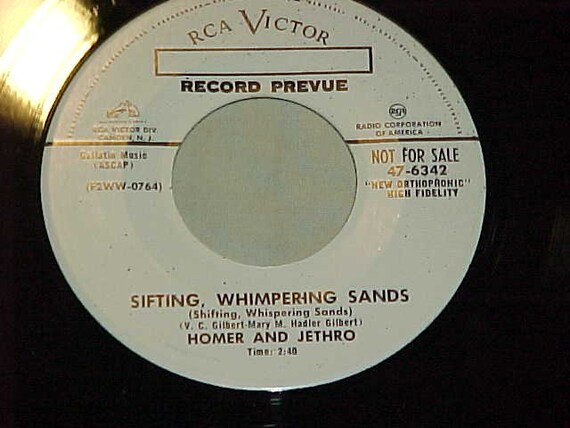 RCA VICTOR
RECORD PREVUE
RCA VICTOR DIV
CAMDEN, N. J.
RADIO CORPORATION
OF AMERICA
Gallatin Music
(ASCAP)
(F2WW-0764)
NOT FOR SALE
47-6342
"NEW ORTHOPHONIC"
HIGH FIDELITY
SIFTING, WHIMPERING SANDS
(Shifting, Whispering Sands)
(V. C. Gilbert-Mary M. Hadler Gilbert)
HOMER AND JETHRO
Time: 2:40